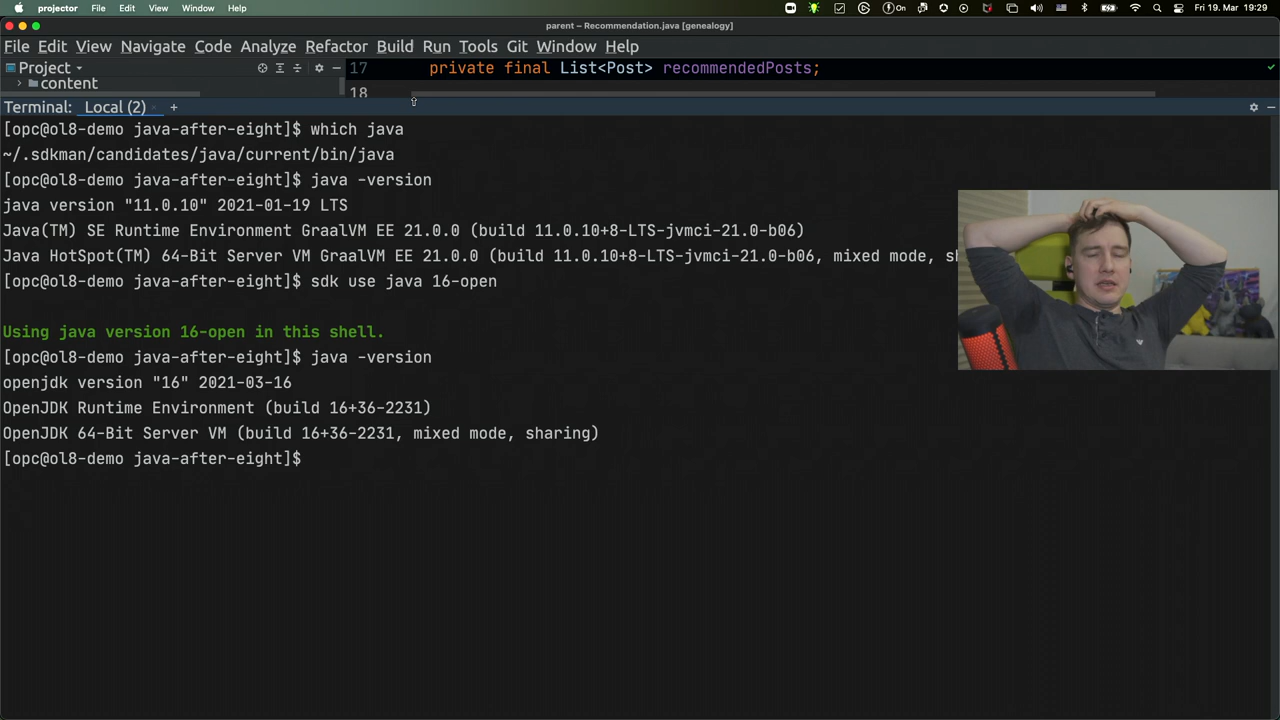 projector File Edit View Window Help On Fri 19. Mar 19:29
parent – Recommendation.java [genealogy]
File Edit View Navigate Code Analyze Refactor Build Run Tools Git Window Help
Project
17 private final List<Post> recommendedPosts;
content
18
Terminal: Local (2) × +
[opc@ol8-demo java-after-eight]$ which java
~/.sdkman/candidates/java/current/bin/java
[opc@ol8-demo java-after-eight]$ java -version
java version "11.0.10" 2021-01-19 LTS
Java(TM) SE Runtime Environment GraalVM EE 21.0.0 (build 11.0.10+8-LTS-jvmci-21.0-b06)
Java HotSpot(TM) 64-Bit Server VM GraalVM EE 21.0.0 (build 11.0.10+8-LTS-jvmci-21.0-b06, mixed mode,
[opc@ol8-demo java-after-eight]$ sdk use java 16-open
Using java version 16-open in this shell.
[opc@ol8-demo java-after-eight]$ java -version
openjdk version "16" 2021-03-16
OpenJDK Runtime Environment (build 16+36-2231)
OpenJDK 64-Bit Server VM (build 16+36-2231, mixed mode, sharing)
[opc@ol8-demo java-after-eight]$